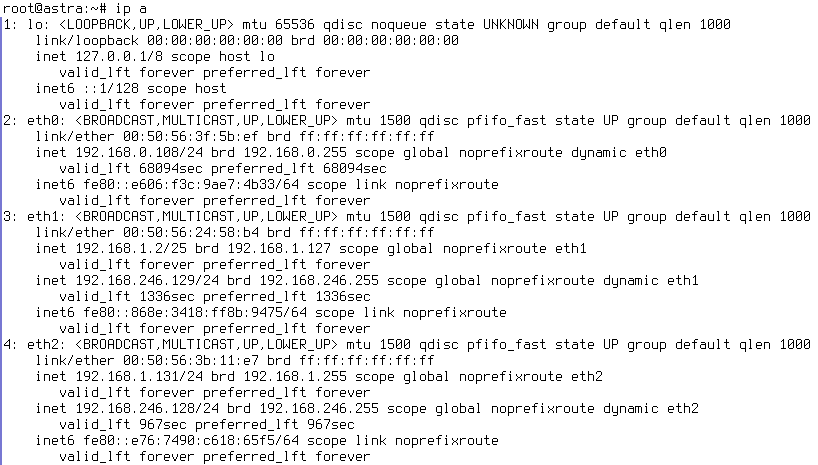 root@astra:~# ip a
1: lo: <LOOPBACK,UP,LOWER_UP> mtu 65536 qdisc noqueue state UNKNOWN group default qlen 1000
    link/loopback 00:00:00:00:00:00 brd 00:00:00:00:00:00
    inet 127.0.0.1/8 scope host lo
       valid_lft forever preferred_lft forever
    inet6 ::1/128 scope host
       valid_lft forever preferred_lft forever
2: eth0: <BROADCAST,MULTICAST,UP,LOWER_UP> mtu 1500 qdisc pfifo_fast state UP group default qlen 1000
    link/ether 00:50:56:3f:5b:ef brd ff:ff:ff:ff:ff:ff
    inet 192.168.0.108/24 brd 192.168.0.255 scope global noprefixroute dynamic eth0
       valid_lft 68094sec preferred_lft 68094sec
    inet6 fe80::e606:f3c:9ae7:4b33/64 scope link noprefixroute
       valid_lft forever preferred_lft forever
3: eth1: <BROADCAST,MULTICAST,UP,LOWER_UP> mtu 1500 qdisc pfifo_fast state UP group default qlen 1000
    link/ether 00:50:56:24:58:b4 brd ff:ff:ff:ff:ff:ff
    inet 192.168.1.2/25 brd 192.168.1.127 scope global noprefixroute eth1
       valid_lft forever preferred_lft forever
    inet 192.168.246.129/24 brd 192.168.246.255 scope global noprefixroute dynamic eth1
       valid_lft 1336sec preferred_lft 1336sec
    inet6 fe80::868e:3418:ff8b:9475/64 scope link noprefixroute
       valid_lft forever preferred_lft forever
4: eth2: <BROADCAST,MULTICAST,UP,LOWER_UP> mtu 1500 qdisc pfifo_fast state UP group default qlen 1000
    link/ether 00:50:56:3b:11:e7 brd ff:ff:ff:ff:ff:ff
    inet 192.168.1.131/24 brd 192.168.1.255 scope global noprefixroute eth2
       valid_lft forever preferred_lft forever
    inet 192.168.246.128/24 brd 192.168.246.255 scope global noprefixroute dynamic eth2
       valid_lft 967sec preferred_lft 967sec
    inet6 fe80::e76:7490:c618:65f5/64 scope link noprefixroute
       valid_lft forever preferred_lft forever